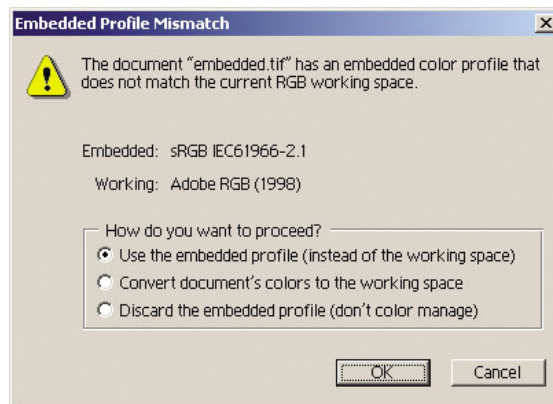 Embedded Profile Mismatch
The document "embedded.tif" has an embedded color profile that
does not match the current RGB working space.
Embedded: sRGB IEC61966-2.1
Working: Adobe RGB (1998)
How do you want to proceed?
Use the embedded profile (instead of the working space)
Convert document's colors to the working space
Discard the embedded profile (don't color manage)
OK Cancel